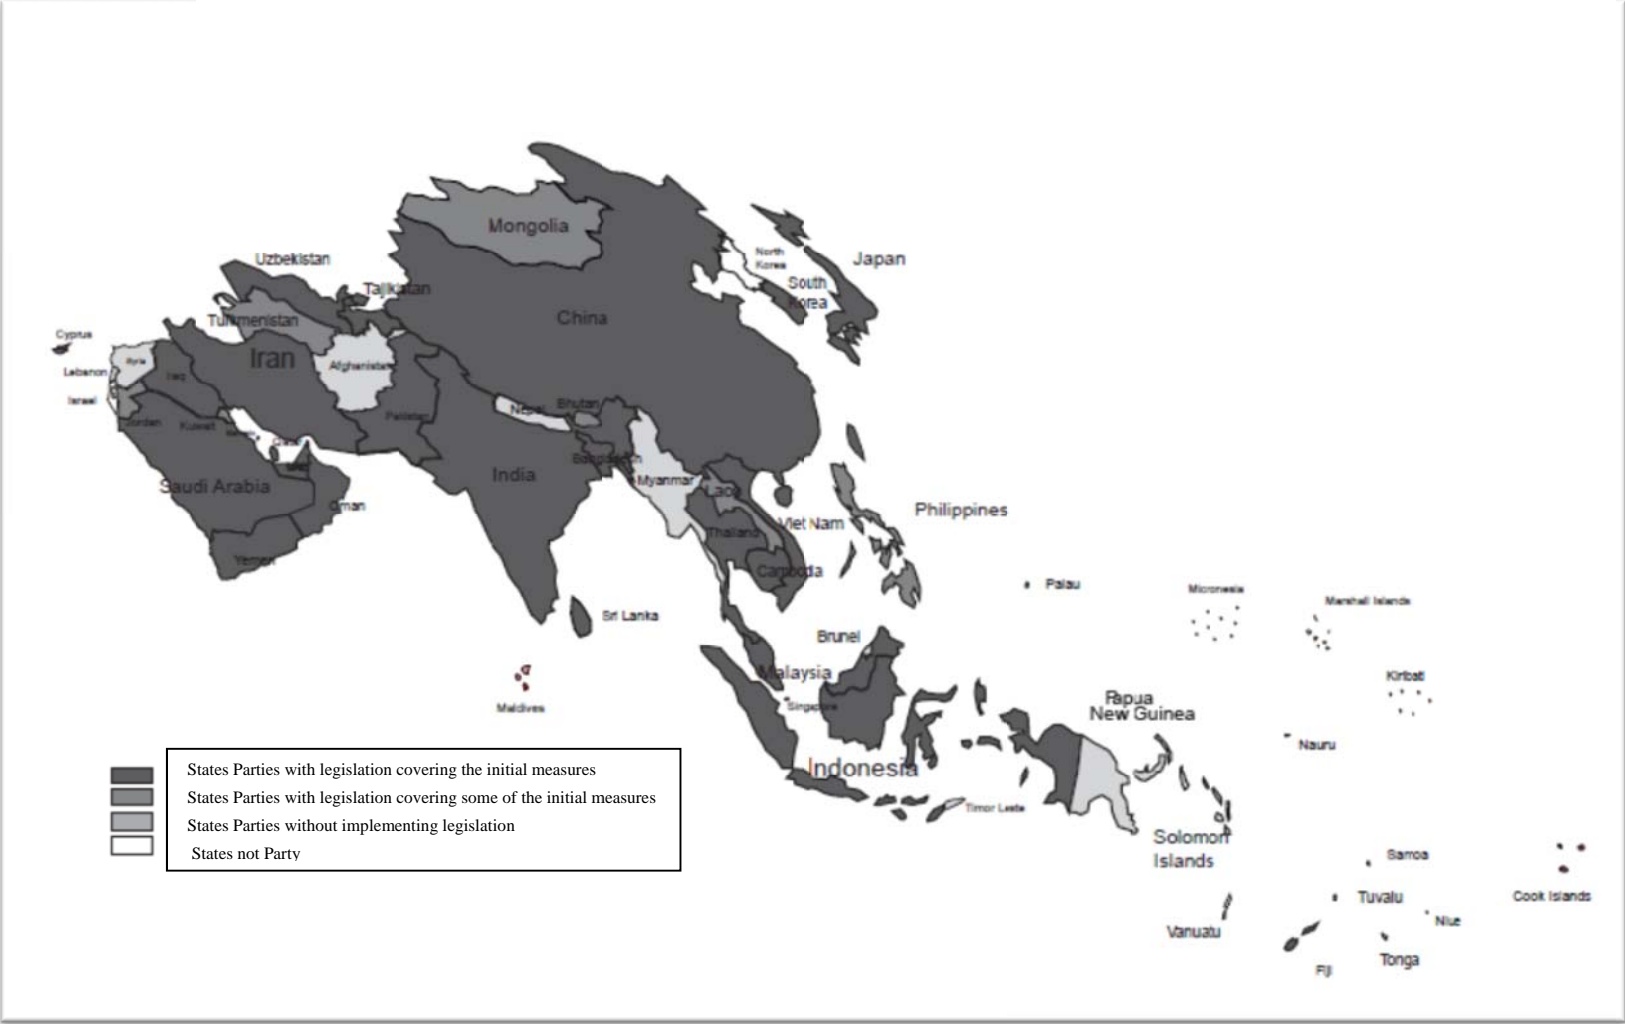 Mongolia
Uzbekistan
Tajikistan
North
Korea
South
Korea
Japan
Turkmenistan
China
Cyprus
Syria
Lebanon
Iran
Afghanistan
Iraq
Israel
Jordan
Kuwait
Pakistan
Nepal
Bhutan
Bangladesh
India
Saudi Arabia
UAE
Oman
Yemen
Myanmar
Laos
Thailand
Viet Nam
Cambodia
Philippines
Sri Lanka
Maldives
Palau
Micronesia
Marshall Islands
Brunei
Malaysia
Singapore
Kiribati
Papua
New Guinea
Nauru
Indonesia
Timor Leste
Solomon
Islands
Samoa
Tuvalu
Niue
Cook Islands
Vanuatu
Tonga
Fiji
States Parties with legislation covering the initial measures
States Parties with legislation covering some of the initial measures
States Parties without implementing legislation
States not Party